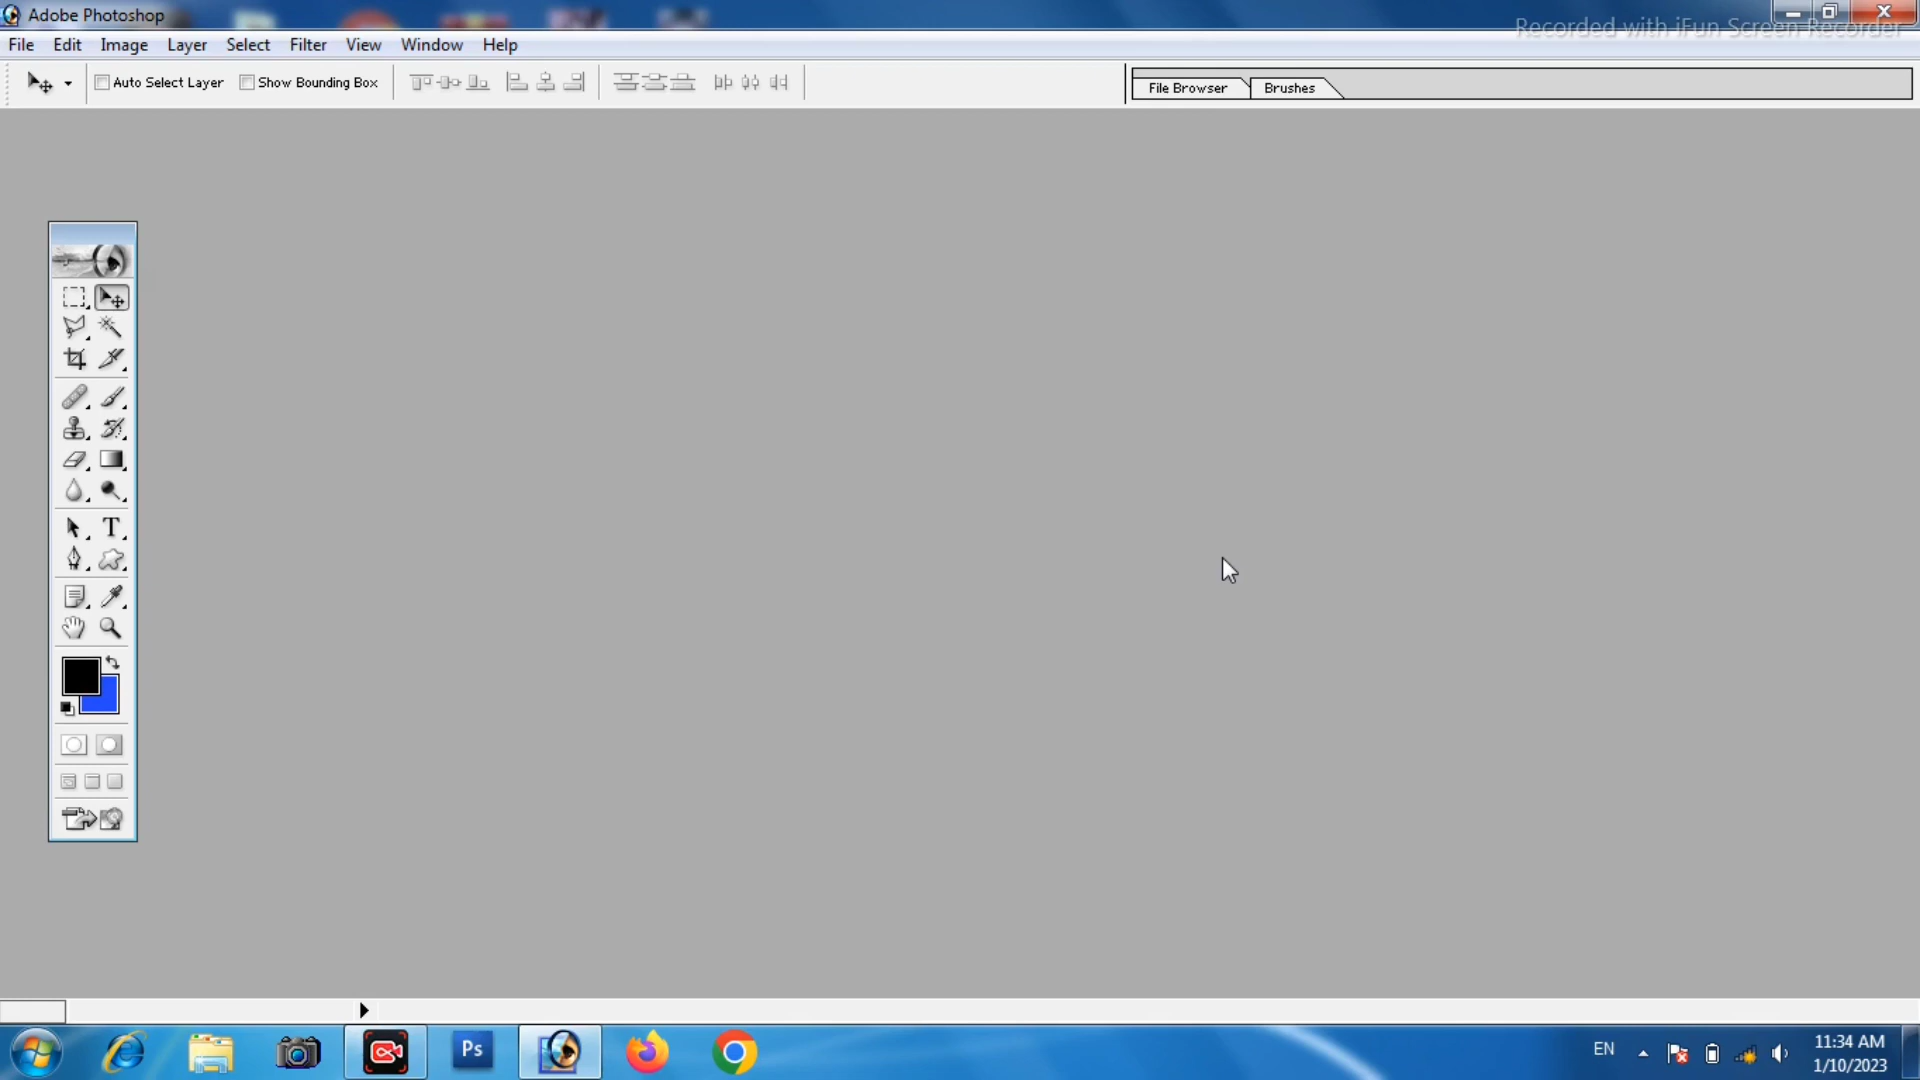 Adobe Photoshop
Recorded with iFun Screen Recorder
File Edit Image Layer Select Filter View Window Help
Auto Select Layer Show Bounding Box File Browser Brushes
T
Ps
EN 11:34 AM
1/10/2023